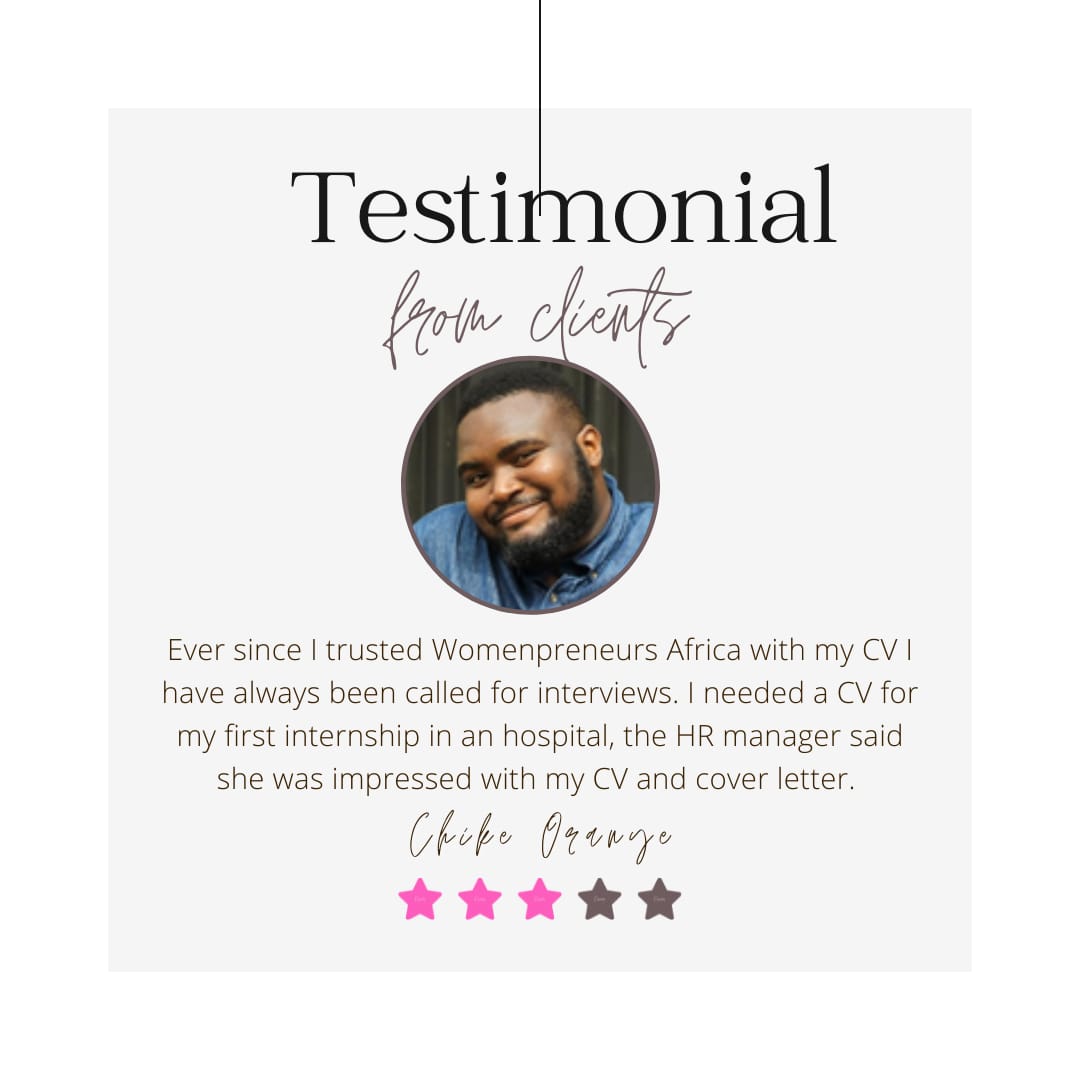 Testimonial
from clients
Ever since I trusted Womenpreneurs Africa with my CV I
have always been called for interviews. I needed a CV for
my first internship in an hospital, the HR manager said
she was impressed with my CV and cover letter.
Chike Oranye